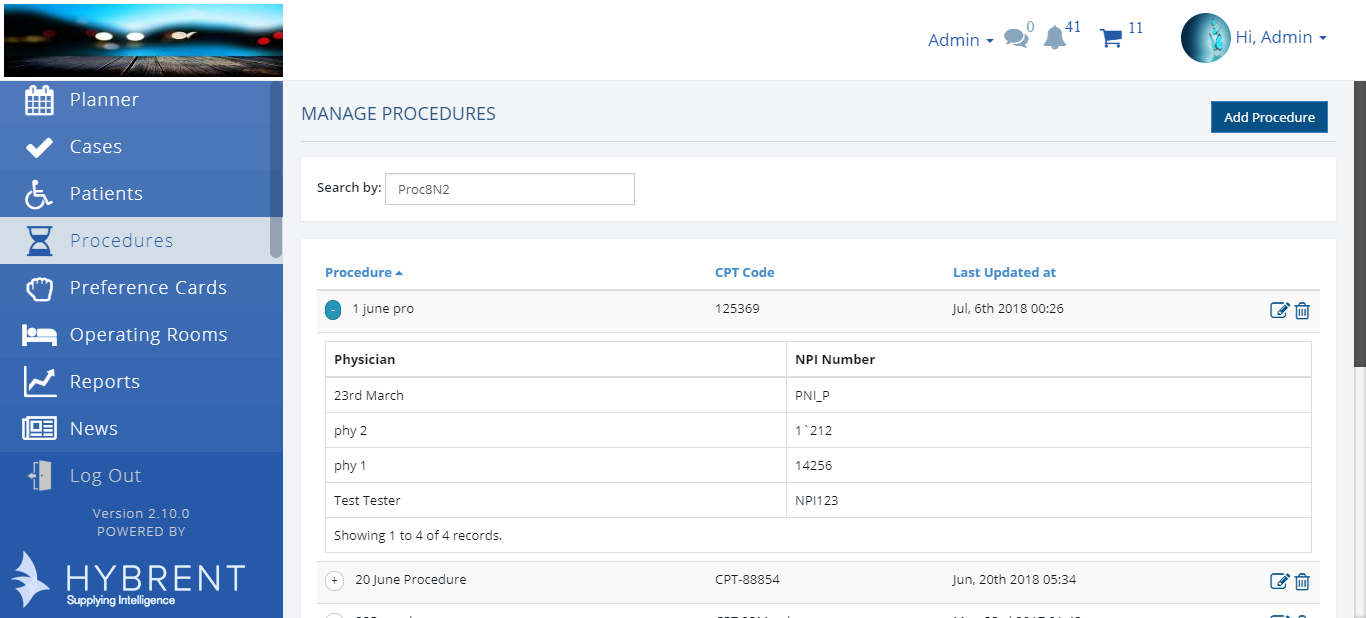 Admin
0
41
11
Hi, Admin
Planner
Cases
Patients
Procedures
Preference Cards
Operating Rooms
Reports
News
Log Out
Version 2.10.0
POWERED BY
HYBRENT
Supplying Intelligence
MANAGE PROCEDURES
Add Procedure
Search by: Proc8N2
Procedure CPT Code Last Updated at
- 1 june pro 125369 Jul, 6th 2018 00:26
Physician NPI Number
23rd March PNI_P
phy 2 1`212
phy 1 14256
Test Tester NPI123
Showing 1 to 4 of 4 records.
+ 20 June Procedure CPT-88854 Jun, 20th 2018 05:34